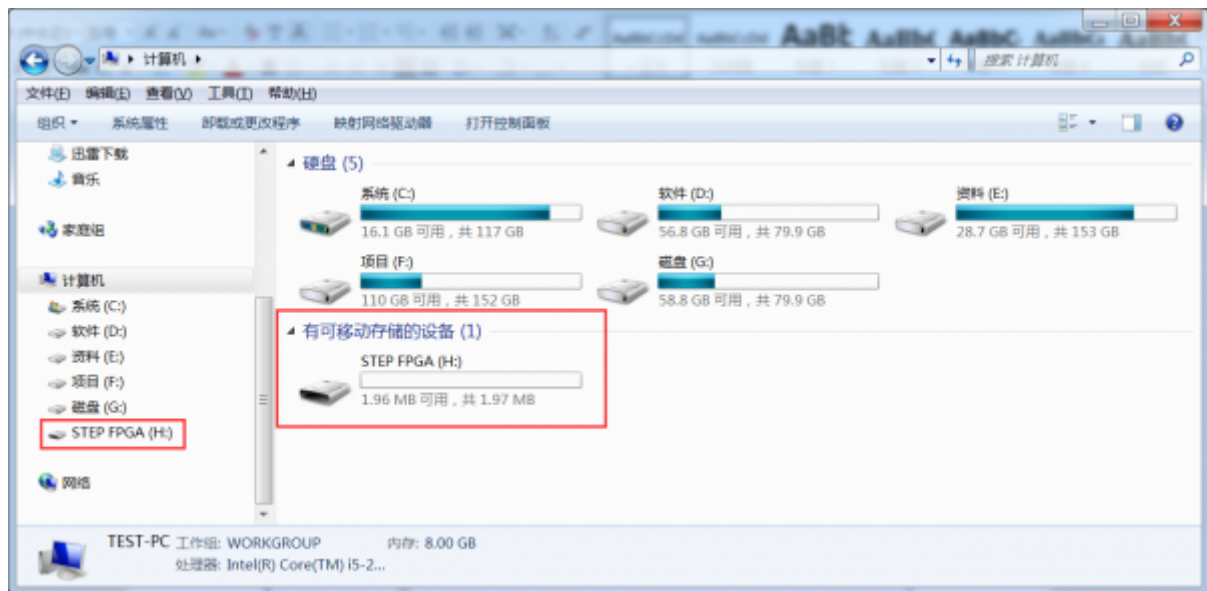 AaBb
计算机
搜索 计算机
文件(F) 编辑(E) 查看(V) 工具(T) 帮助(H)
组织 系统属性 卸载或更改程序 映射网络驱动器 打开控制面板
迅雷下载
音乐
家庭组
计算机
系统 (C:)
软件 (D:)
资料 (E:)
项目 (F:)
磁盘 (G:)
STEP FPGA (H:)
网络
硬盘 (5)
系统 (C:)
16.1 GB 可用，共 117 GB
软件 (D:)
56.8 GB 可用，共 79.9 GB
资料 (E:)
28.7 GB 可用，共 153 GB
项目 (F:)
110 GB 可用，共 152 GB
磁盘 (G:)
58.8 GB 可用，共 79.9 GB
有可移动存储的设备 (1)
STEP FPGA (H:)
1.96 MB 可用，共 1.97 MB
TEST-PC 工作组: WORKGROUP 内存: 8.00 GB
处理器: Intel(R) Core(TM) i5-2...